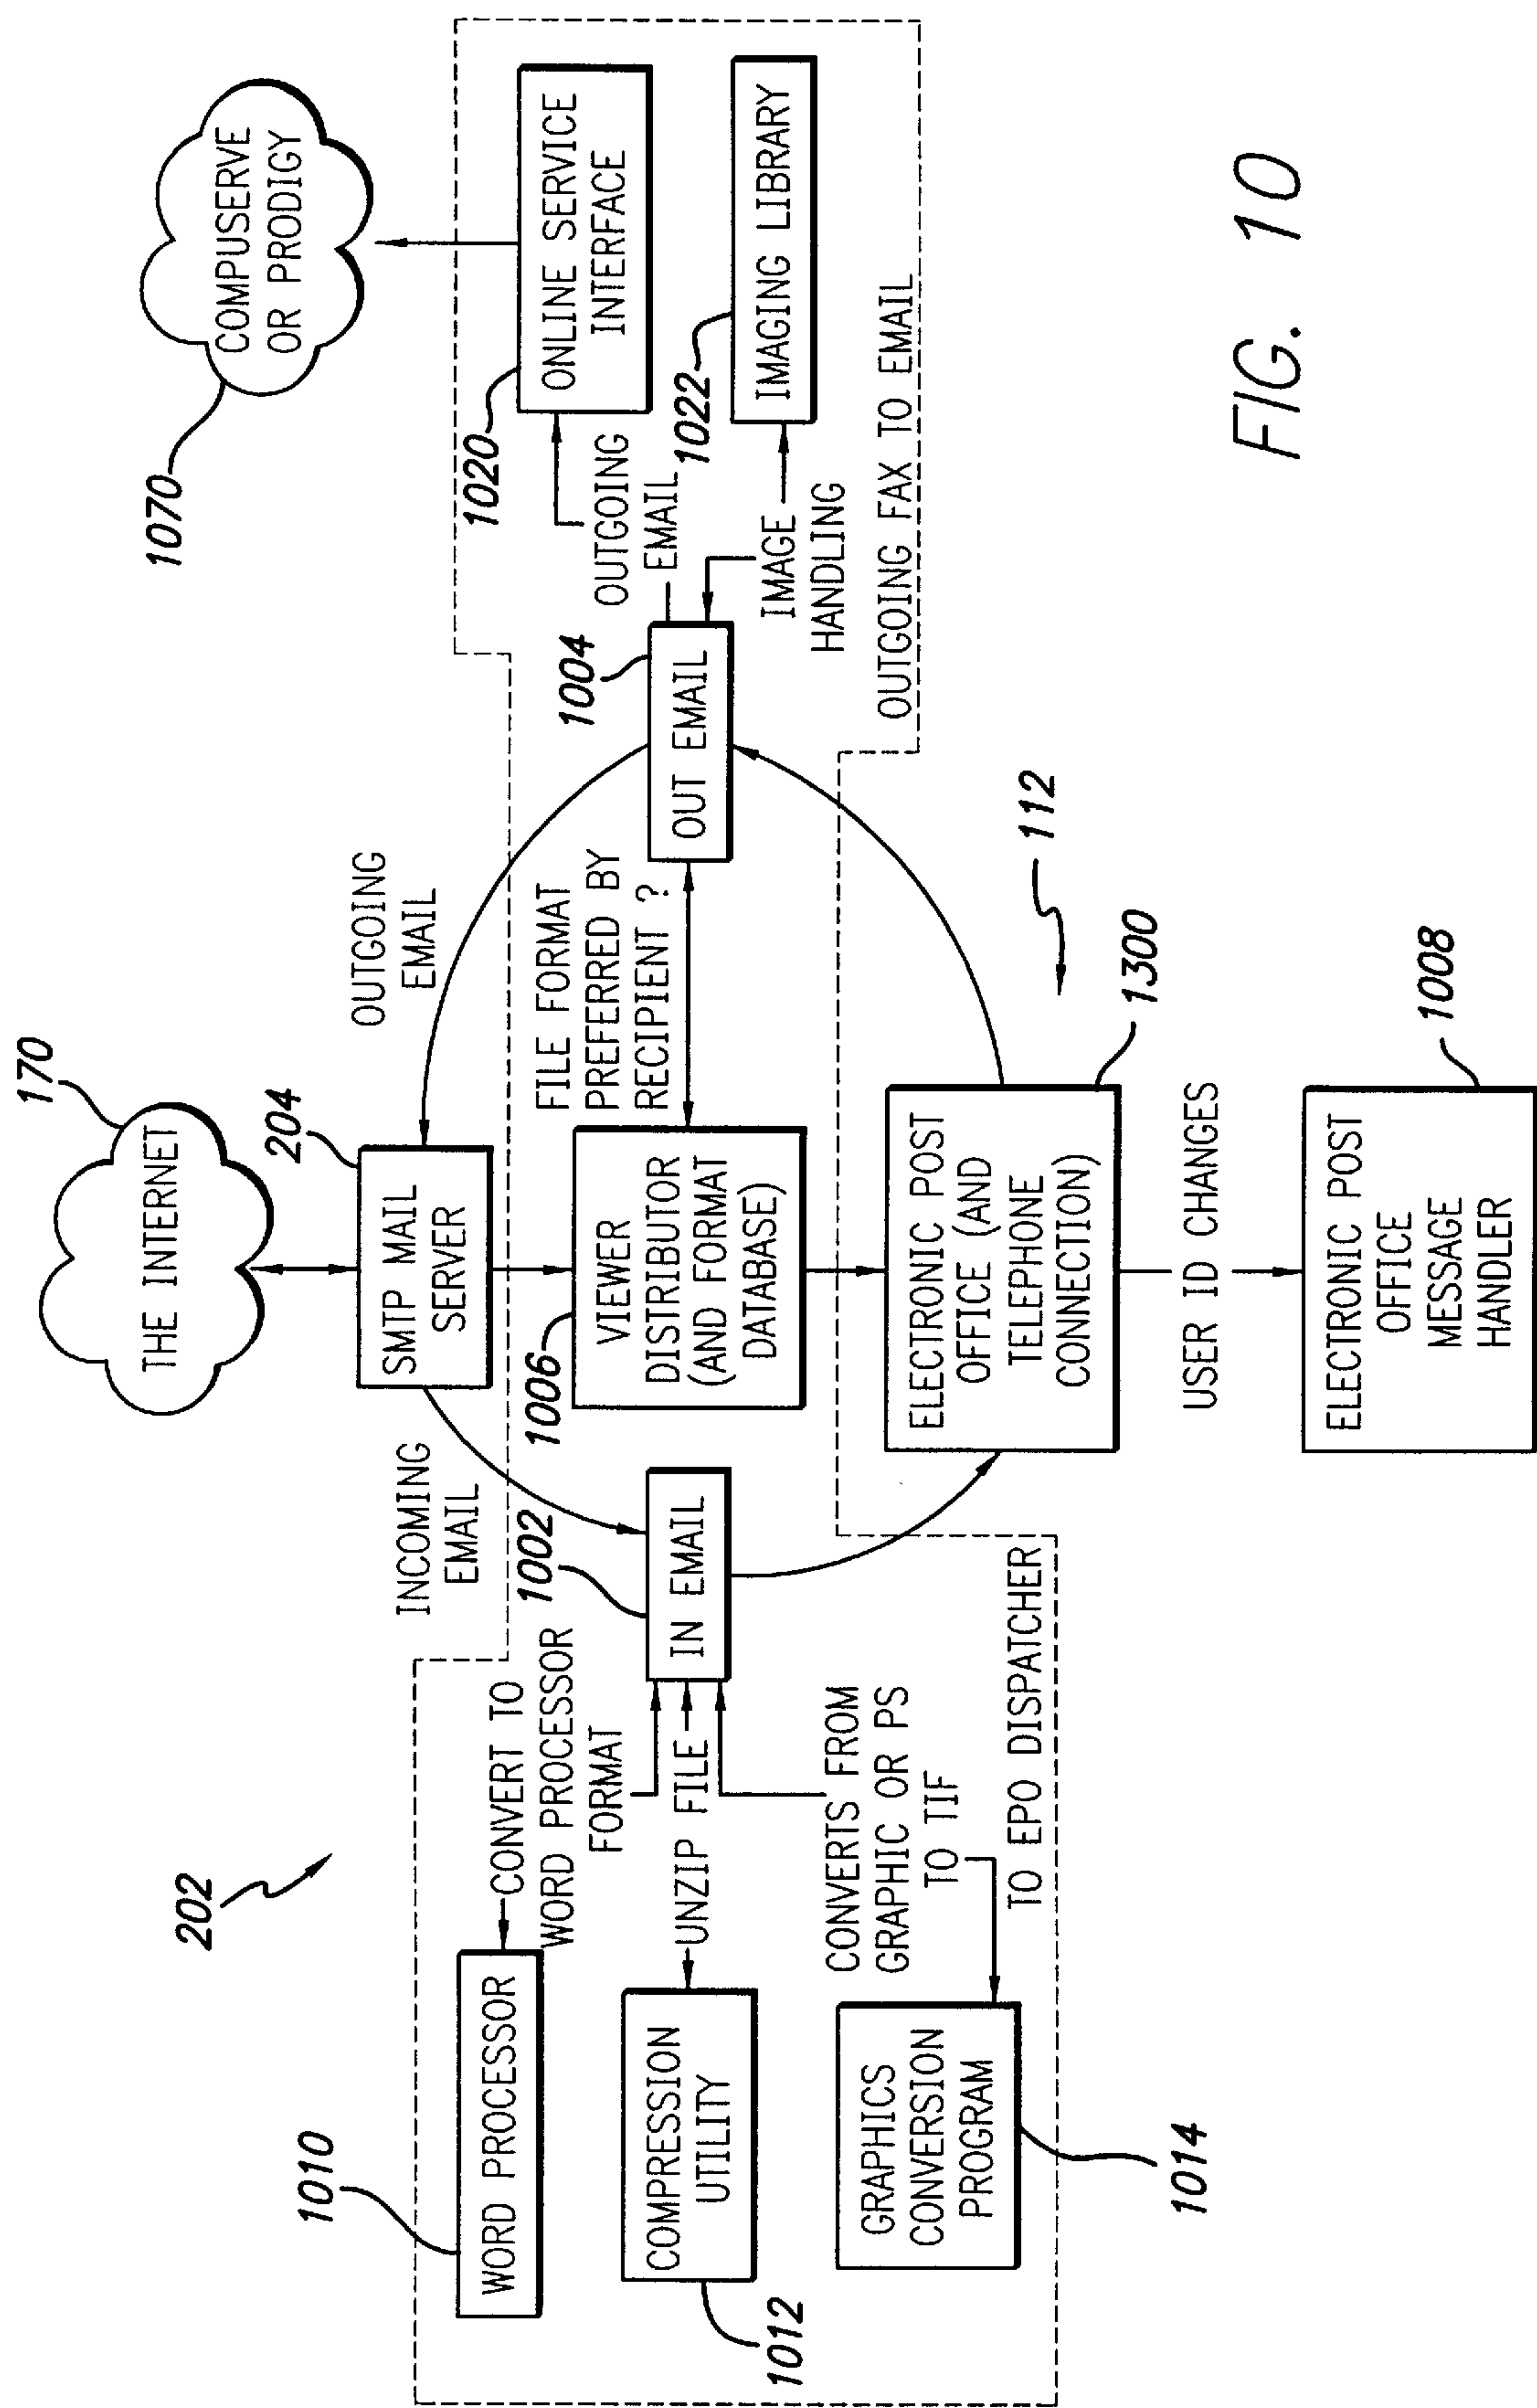 202
1010
WORD PROCESSOR
CONVERT TO
WORD PROCESSOR
FORMAT
COMPRESSION
UTILITY
1012
UNZIP FILE
GRAPHICS
CONVERSION
PROGRAM
1014
CONVERTS FROM
GRAPHIC OR PS
TO TIF
TO EPO DISPATCHER
1002
IN EMAIL
INCOMING
EMAIL
170
THE INTERNET
204
SMTP MAIL
SERVER
OUTGOING
EMAIL
1006
VIEWER
DISTRIBUTOR
(AND FORMAT
DATABASE)
FILE FORMAT
PREFERRED BY
RECIPIENT ?
ELECTRONIC POST
OFFICE (AND
TELEPHONE
CONNECTION)
1300
112
USER ID CHANGES
ELECTRONIC POST
OFFICE
MESSAGE
HANDLER
1008
1004
OUT EMAIL
OUTGOING
EMAIL
IMAGE
HANDLING
1070
COMPUSERVE
OR PRODIGY
1020
ONLINE SERVICE
INTERFACE
1022
IMAGING LIBRARY
OUTGOING FAX TO EMAIL
FIG. 10